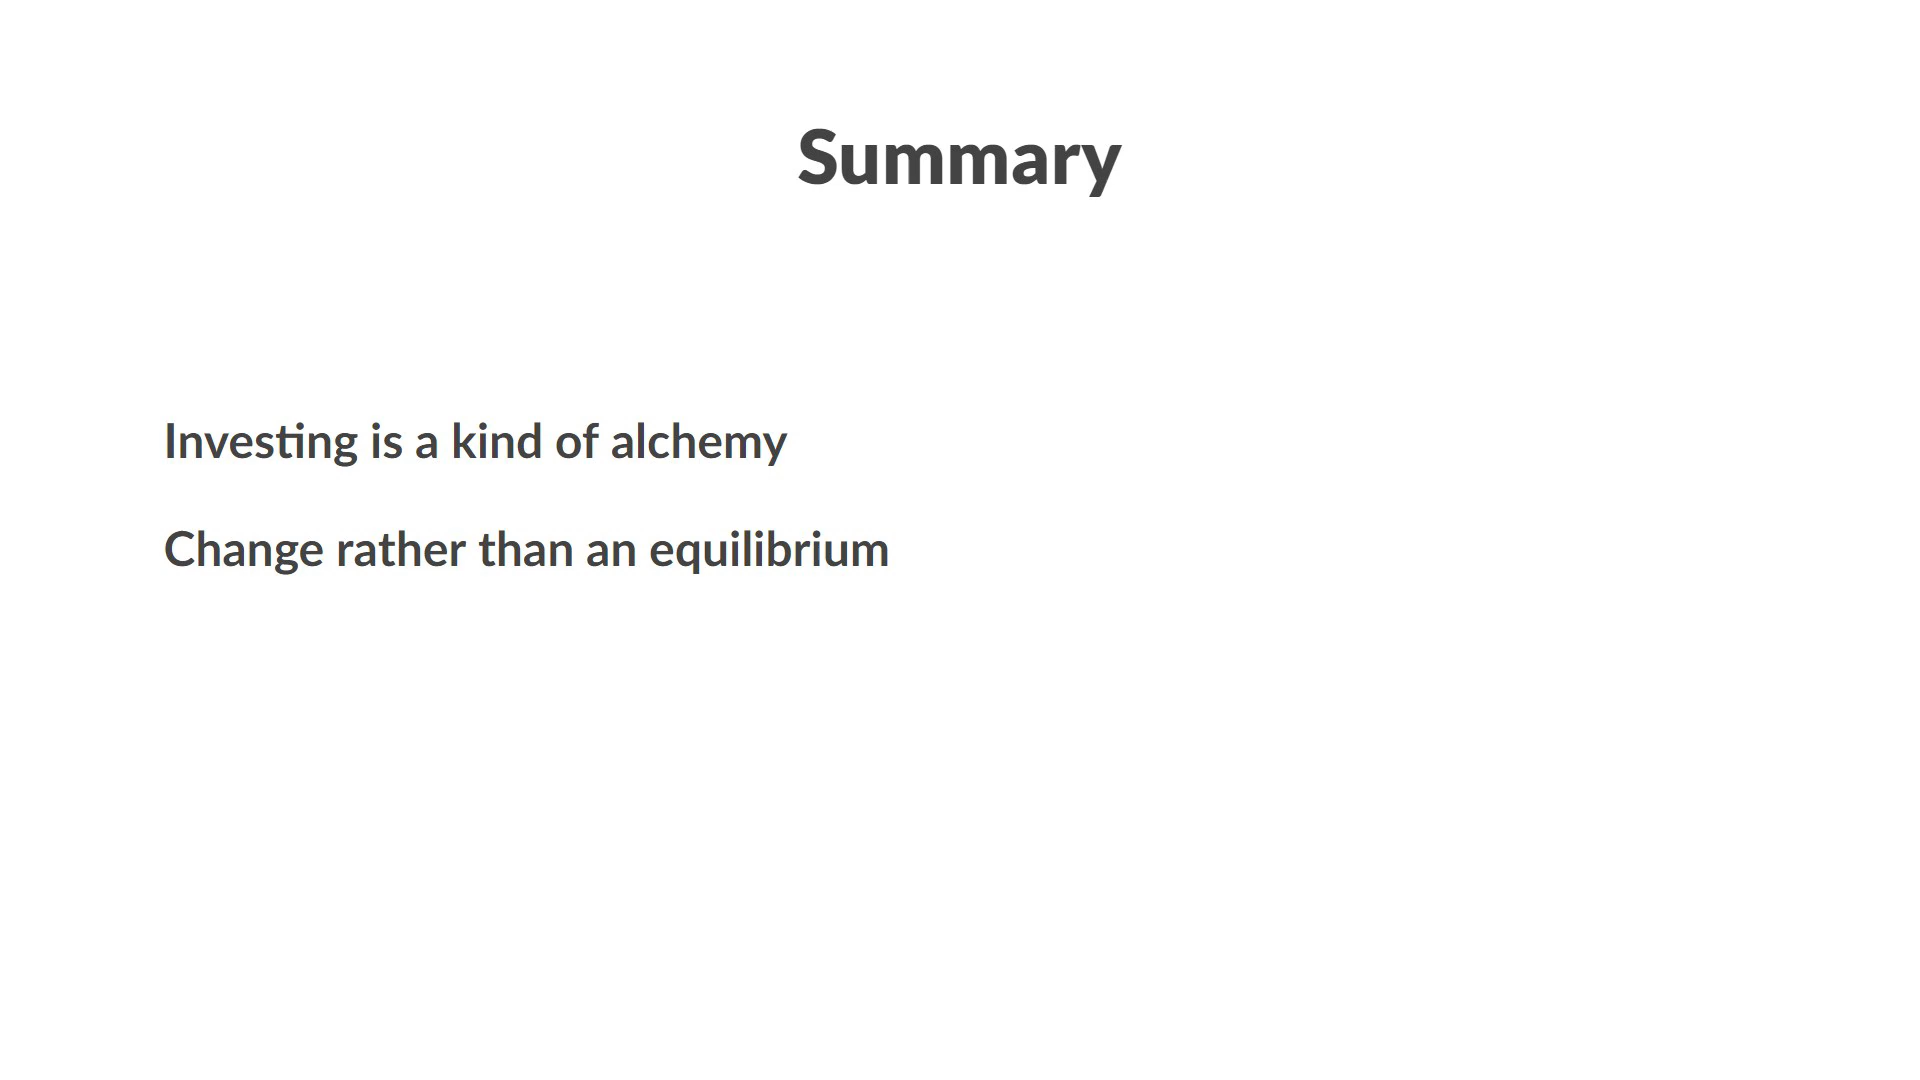 Summary
Investing is a kind of alchemy
Change rather than an equilibrium